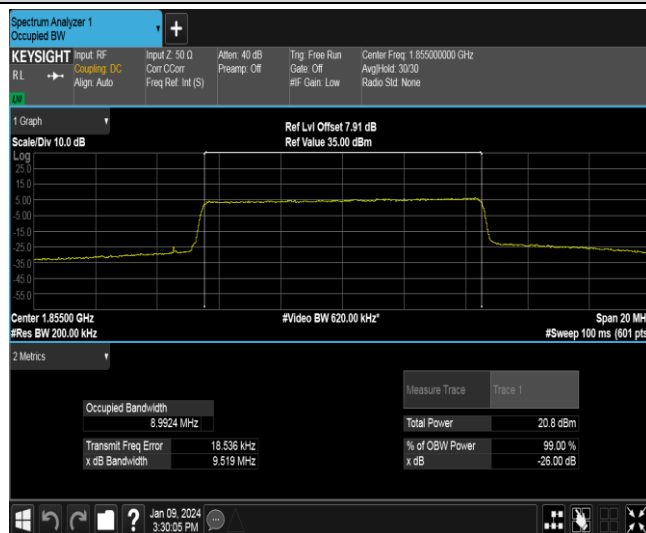 Spectrum Analyzer 1
Occupied BW
+
KEYSIGHT
RL
LXI
Input: RF
Coupling: DC
Align: Auto
Input Z: 50 Ω
Corr CCorr
Freq Ref: Int (S)
Atten: 40 dB
Preamp: Off
Trig: Free Run
Gate: Off
#IF Gain: Low
Center Freq: 1.855000000 GHz
Avg|Hold: 30/30
Radio Std: None
1 Graph
Scale/Div 10.0 dB
Ref Lvl Offset 7.91 dB
Ref Value 35.00 dBm
Log
25.0
15.0
5.00
-5.00
-15.0
-25.0
-35.0
-45.0
-55.0
Center 1.85500 GHz
#Res BW 200.00 kHz
#Video BW 620.00 kHz*
Span 20 MH
#Sweep 100 ms (601 pts
2 Metrics
Measure Trace Trace 1
Occupied Bandwidth
8.9924 MHz
Total Power 20.8 dBm
Transmit Freq Error 18.536 kHz
% of OBW Power 99.00 %
x dB Bandwidth 9.519 MHz
x dB -26.00 dB
?
Jan 09, 2024
3:30:05 PM